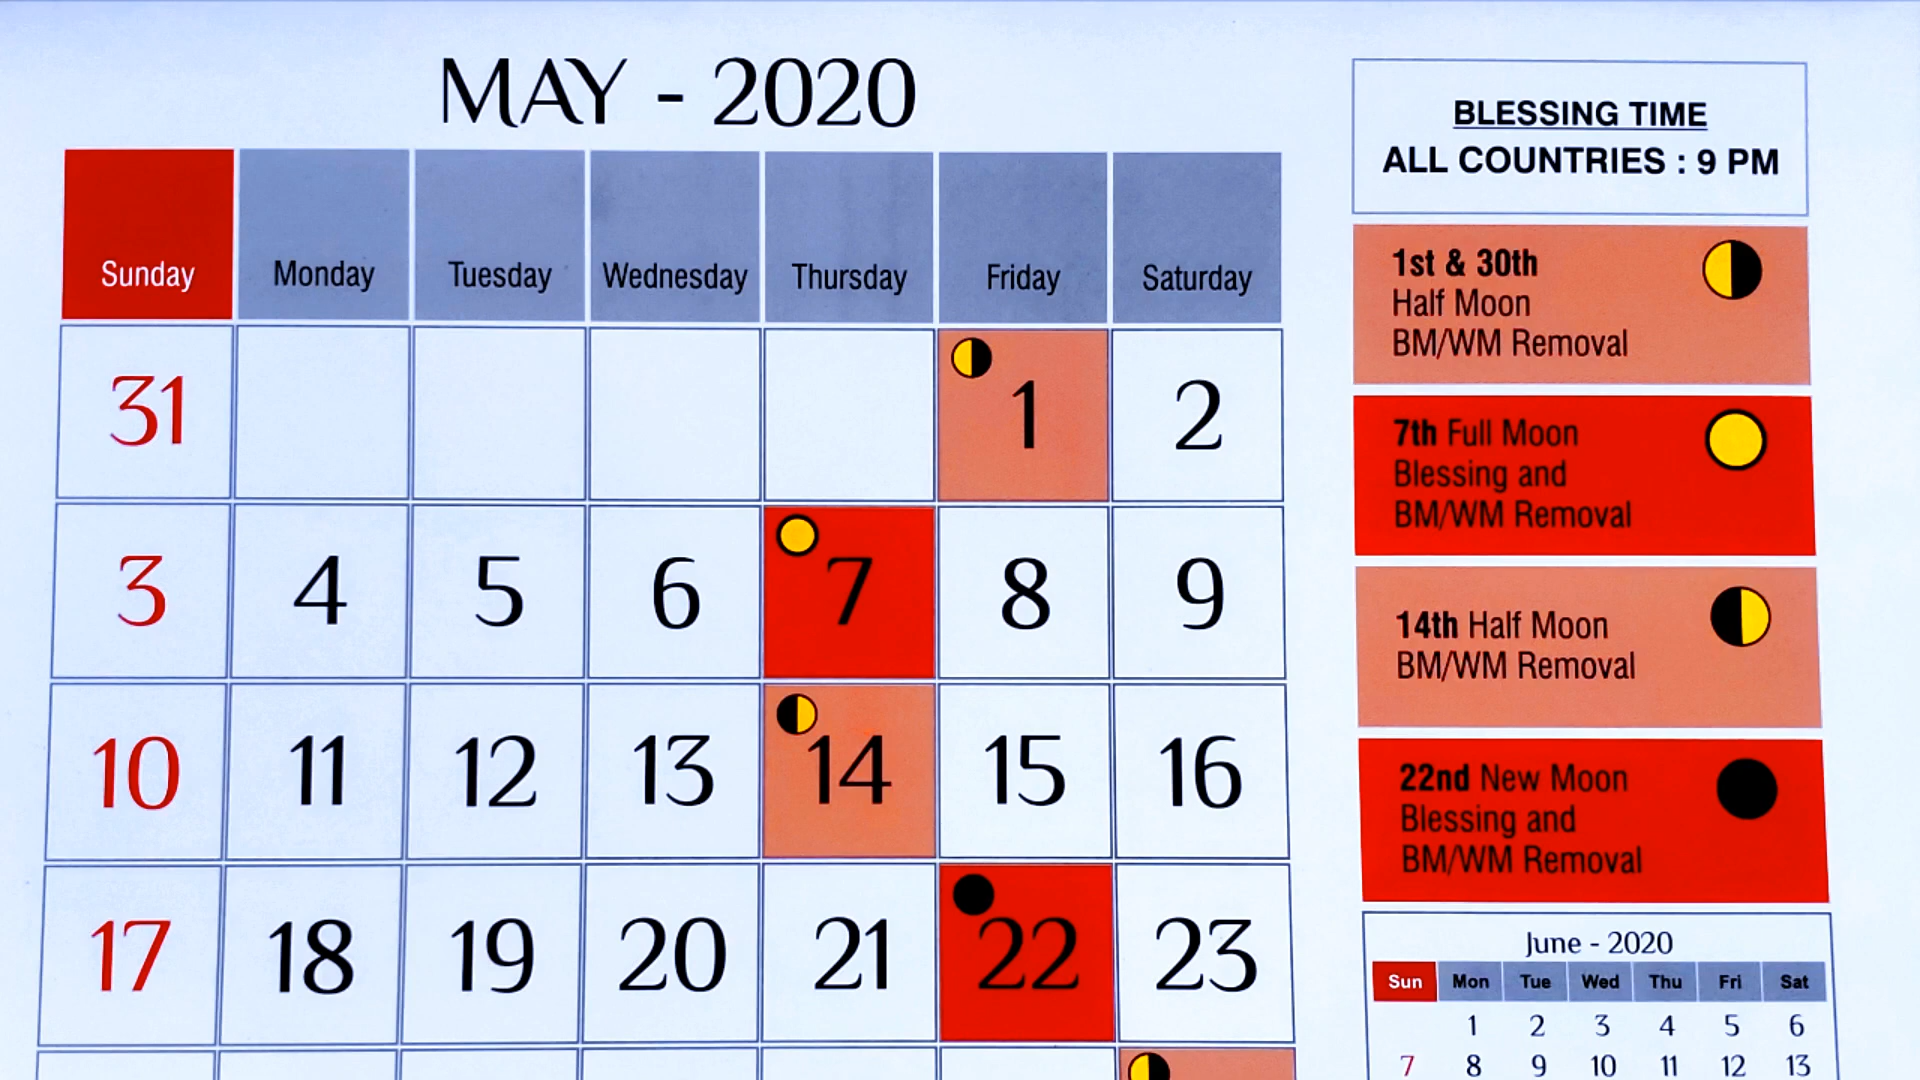 MAY - 2020
Sunday Monday Tuesday Wednesday Thursday Friday Saturday
31 1 2
3 4 5 6 7 8 9
10 11 12 13 14 15 16
17 18 19 20 21 22 23
BLESSING TIME
ALL COUNTRIES : 9 PM
1st & 30th
Half Moon
BM/WM Removal
7th Full Moon
Blessing and
BM/WM Removal
14th Half Moon
BM/WM Removal
22nd New Moon
Blessing and
BM/WM Removal
June - 2020
Sun Mon Tue Wed Thu Fri Sat
1 2 3 4 5 6
7 8 9 10 11 12 13